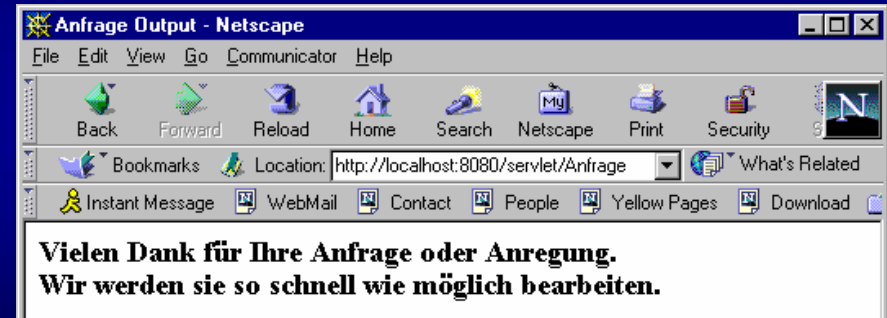 Anfrage Output - Netscape
File Edit View Go Communicator Help
Back Forward Reload Home Search Netscape Print Security S N
My
Bookmarks Location: http://localhost:8080/servlet/Anfrage What's Related
Instant Message WebMail Contact People Yellow Pages Download
Vielen Dank für Ihre Anfrage oder Anregung.
Wir werden sie so schnell wie möglich bearbeiten.